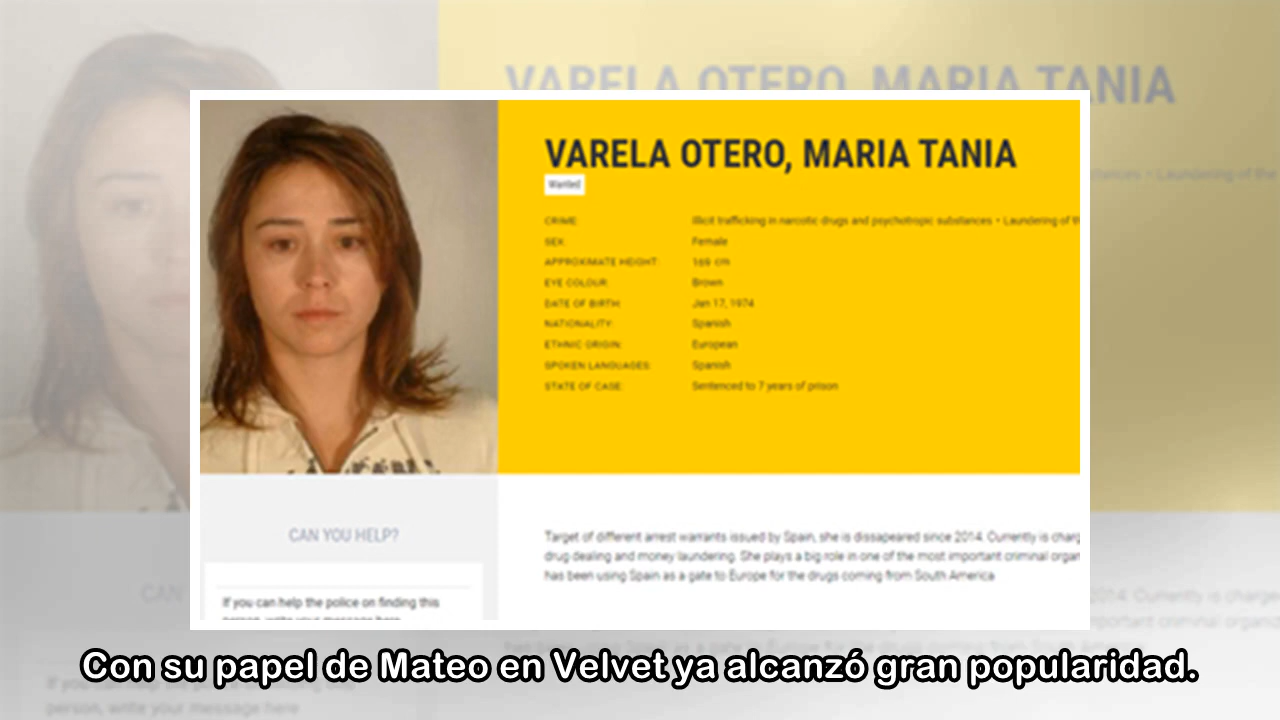 VARELA OTERO, MARIA TANIA
Wanted
CRIME: Illicit trafficking in narcotic drugs and psychotropic substances • Laundering of th
SEX: Female
APPROXIMATE HEIGHT: 169 cm
EYE COLOUR: Brown
DATE OF BIRTH: Jan 17, 1974
NATIONALITY: Spanish
ETHNIC ORIGIN: European
SPOKEN LANGUAGES: Spanish
STATE OF CASE: Sentenced to 7 years of prison
CAN YOU HELP?
If you can help the police on finding this
person, write your message here
Target of different arrest warrants issued by Spain, she is dissapeared since 2014. Currently is charg
drug dealing and money laundering. She plays a big role in one of the most important criminal organ
has been using Spain as a gate to Europe for the drugs coming from South America
Con su papel de Mateo en Velvet ya alcanzó gran popularidad.